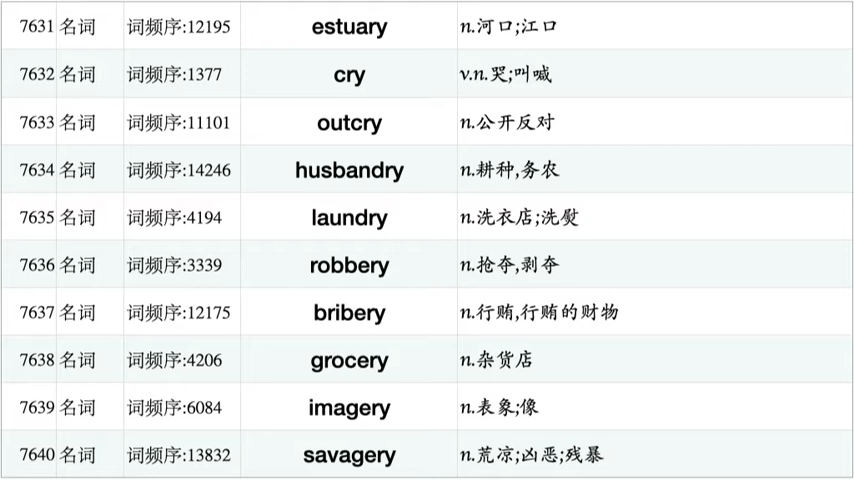 7631 名词 词频序:12195 estuary n.河口;江口
7632 名词 词频序:1377 cry v.n.哭;叫喊
7633 名词 词频序:11101 outcry n.公开反对
7634 名词 词频序:14246 husbandry n.耕种,务农
7635 名词 词频序:4194 laundry n.洗衣店;洗熨
7636 名词 词频序:3339 robbery n.抢夺,剥夺
7637 名词 词频序:12175 bribery n.行贿,行贿的财物
7638 名词 词频序:4206 grocery n.杂货店
7639 名词 词频序:6084 imagery n.表象;像
7640 名词 词频序:13832 savagery n.荒凉;凶恶;残暴